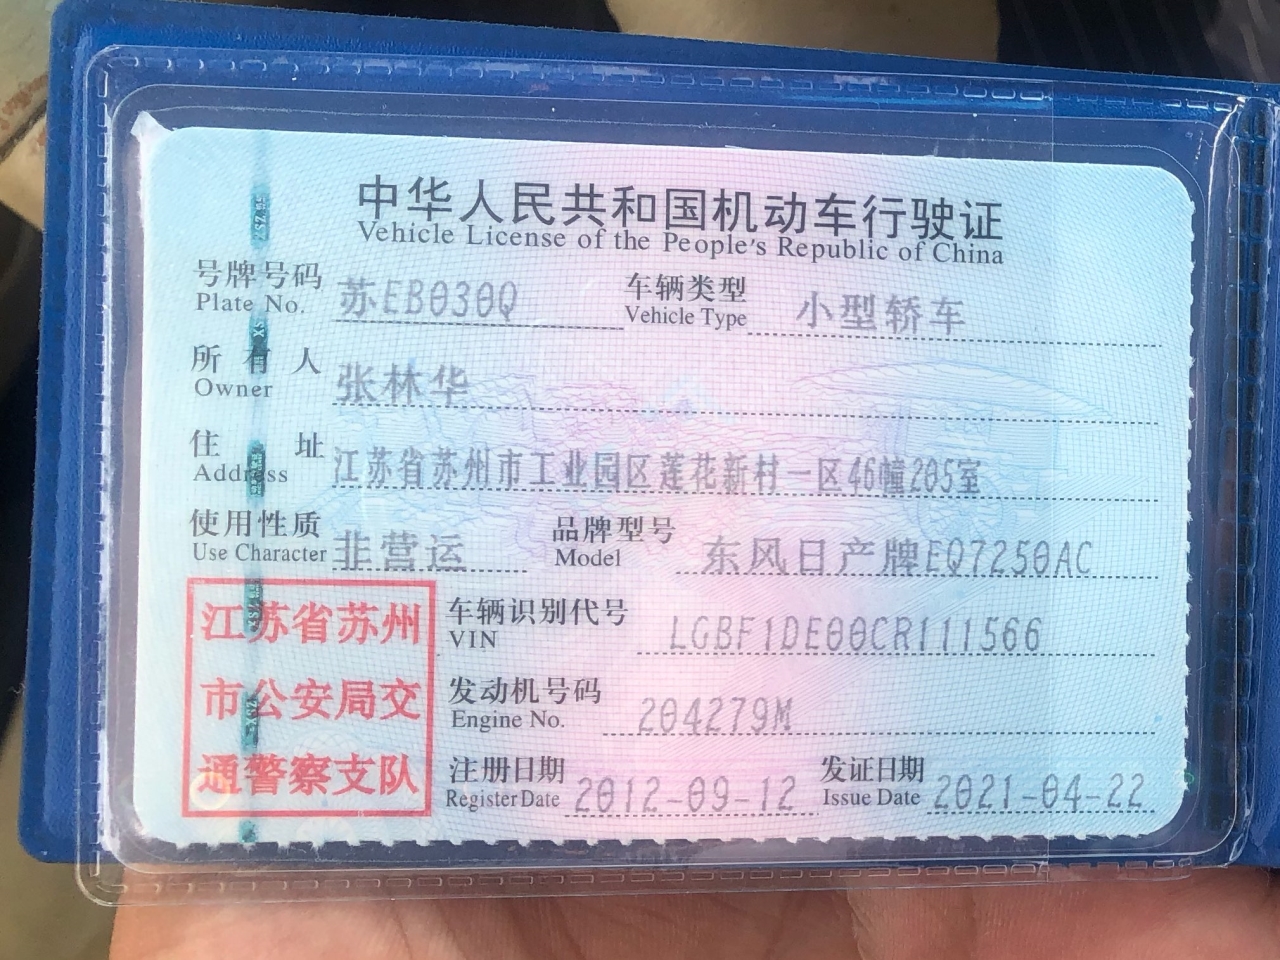 中华人民共和国机动车行驶证
Vehicle License of the People's Republic of China
号牌号码 苏EB030Q 车辆类型 小型轿车
Plate No. Vehicle Type
所有人 张林华
Owner
住址 江苏省苏州市工业园区莲花新村一区46幢205室
Address
使用性质 非营运 品牌型号 东风日产牌EQ7250AC
Use Character Model
江苏省苏州
市公安局交
通警察支队
车辆识别代号 LGBF1DE00CR111566
VIN
发动机号码 204279M
Engine No.
注册日期 2012-09-12 发证日期 2021-04-22
Register Date Issue Date